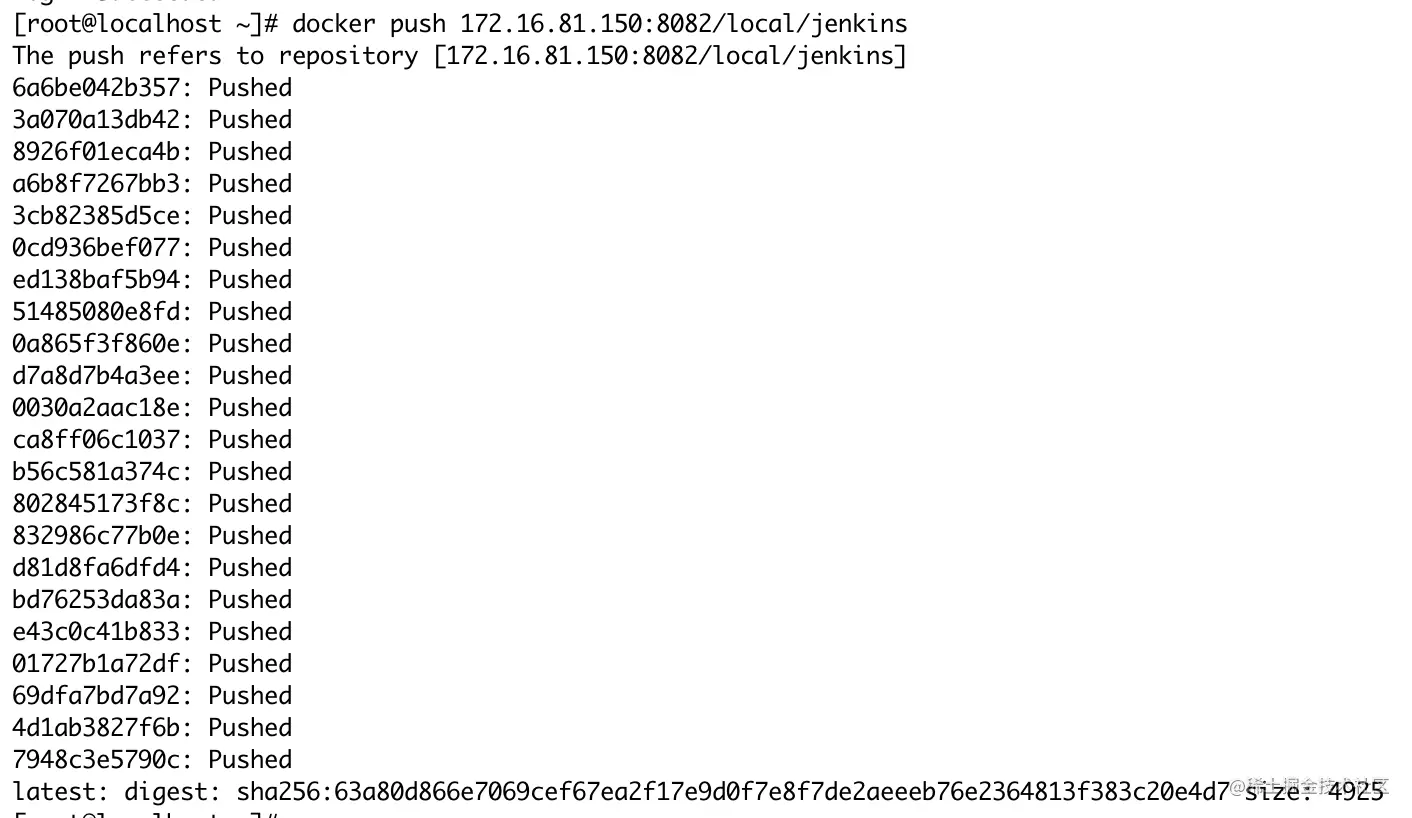 [root@localhost ~]# docker push 172.16.81.150:8082/local/jenkins
The push refers to repository [172.16.81.150:8082/local/jenkins]
6a6be042b357: Pushed
3a070a13db42: Pushed
8926f01eca4b: Pushed
a6b8f7267bb3: Pushed
3cb82385d5ce: Pushed
0cd936bef077: Pushed
ed138baf5b94: Pushed
51485080e8fd: Pushed
0a865f3f860e: Pushed
d7a8d7b4a3ee: Pushed
0030a2aac18e: Pushed
ca8ff06c1037: Pushed
b56c581a374c: Pushed
802845173f8c: Pushed
832986c77b0e: Pushed
d81d8fa6dfd4: Pushed
bd76253da83a: Pushed
e43c0c41b833: Pushed
01727b1a72df: Pushed
69dfa7bd7a92: Pushed
4d1ab3827f6b: Pushed
7948c3e5790c: Pushed
latest: digest: sha256:63a80d866e7069cef67ea2f17e9d0f7e8f7de2aeeeb76e2364813f383c20e4d7 size: 4925
@稀土掘金技术社区